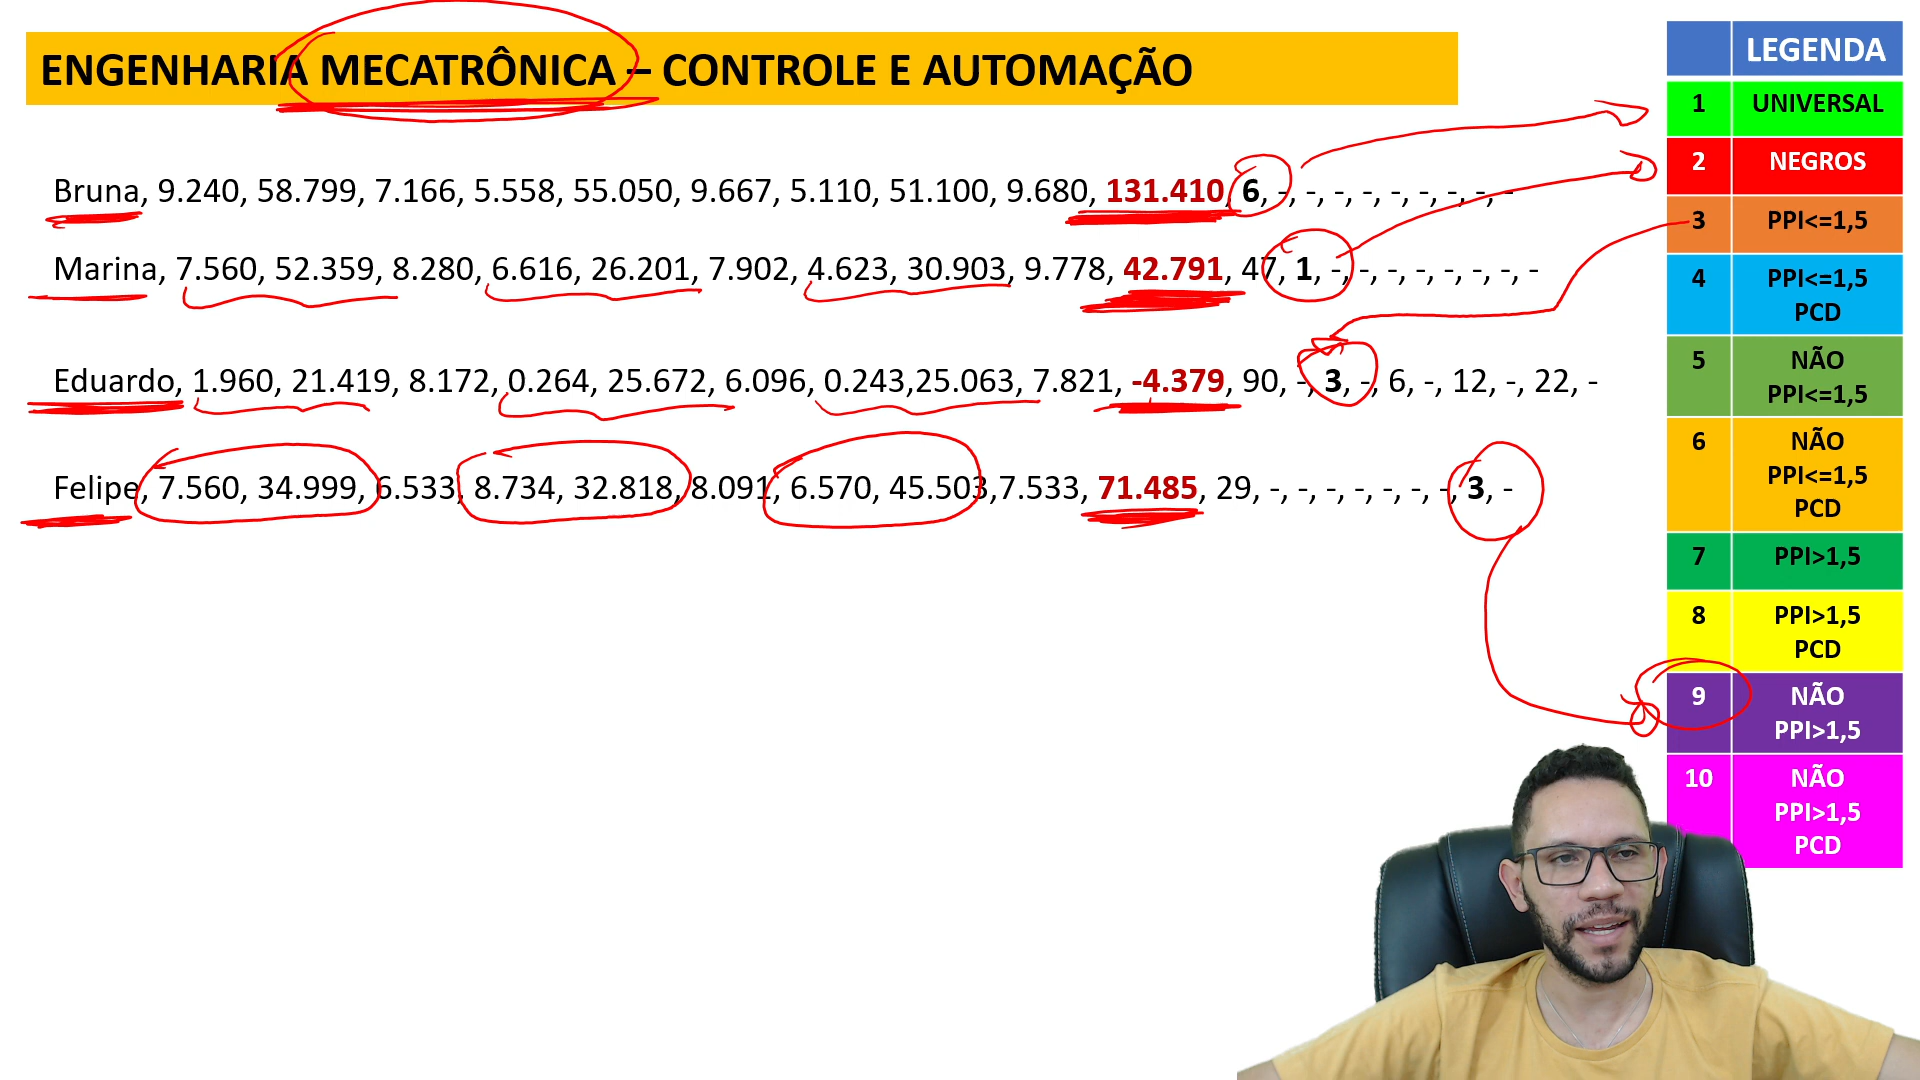 ENGENHARIA MECATRÔNICA – CONTROLE E AUTOMAÇÃO
Bruna, 9.240, 58.799, 7.166, 5.558, 55.050, 9.667, 5.110, 51.100, 9.680, 131.410, 6, -, -, -, -, -, -, -, -, -
Marina, 7.560, 52.359, 8.280, 6.616, 26.201, 7.902, 4.623, 30.903, 9.778, 42.791, 47, 1, -, -, -, -, -, -, -, -
Eduardo, 1.960, 21.419, 8.172, 0.264, 25.672, 6.096, 0.243,25.063, 7.821, -4.379, 90, -, 3, -, 6, -, 12, -, 22, -
Felipe, 7.560, 34.999, 6.533, 8.734, 32.818, 8.091, 6.570, 45.503,7.533, 71.485, 29, -, -, -, -, -, -, -, 3, -
LEGENDA
1 UNIVERSAL
2 NEGROS
3 PPI<=1,5
4 PPI<=1,5
PCD
5 NÃO
PPI<=1,5
6 NÃO
PPI<=1,5
PCD
7 PPI>1,5
8 PPI>1,5
PCD
9 NÃO
PPI>1,5
10 NÃO
PPI>1,5
PCD